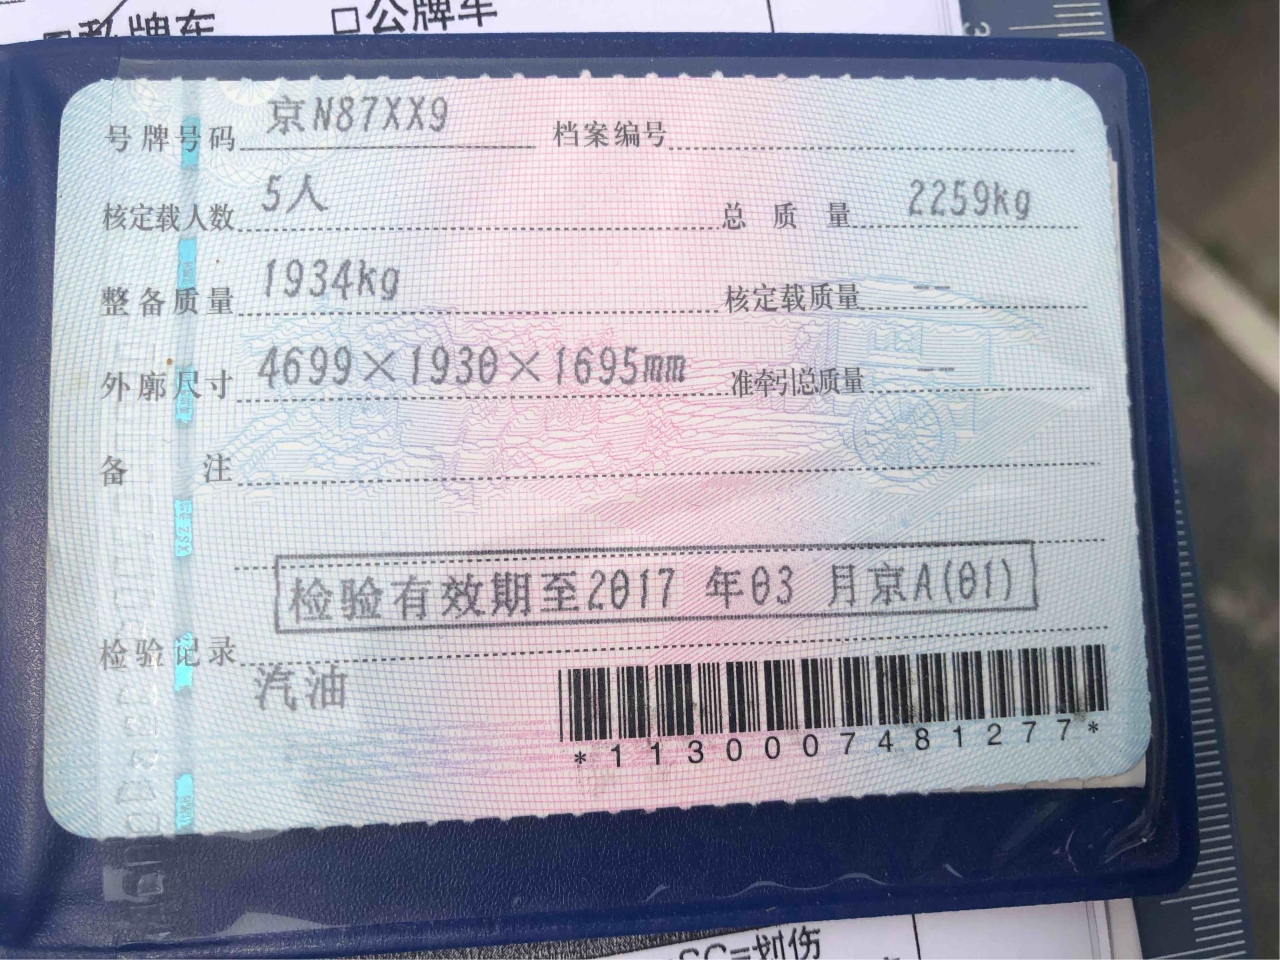 私牌车 □公牌车
号牌号码 京N87XX9 档案编号
核定载人数 5人 总质量 2259kg
整备质量 1934kg 核定载质量 --
外廓尺寸 4699×1930×1695mm 准牵引总质量 --
备注
检验有效期至2017 年03 月京A(01)
检验记录
汽油
*1130007481277*
=划伤